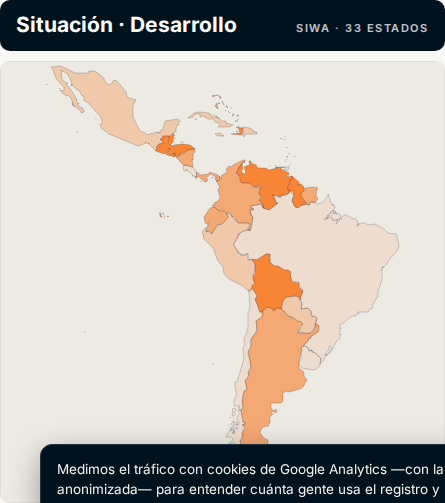 Situación · Desarrollo
SIWA · 33 ESTADOS
Medimos el tráfico con cookies de Google Analytics —con la
anonimizada— para entender cuánta gente usa el registro y